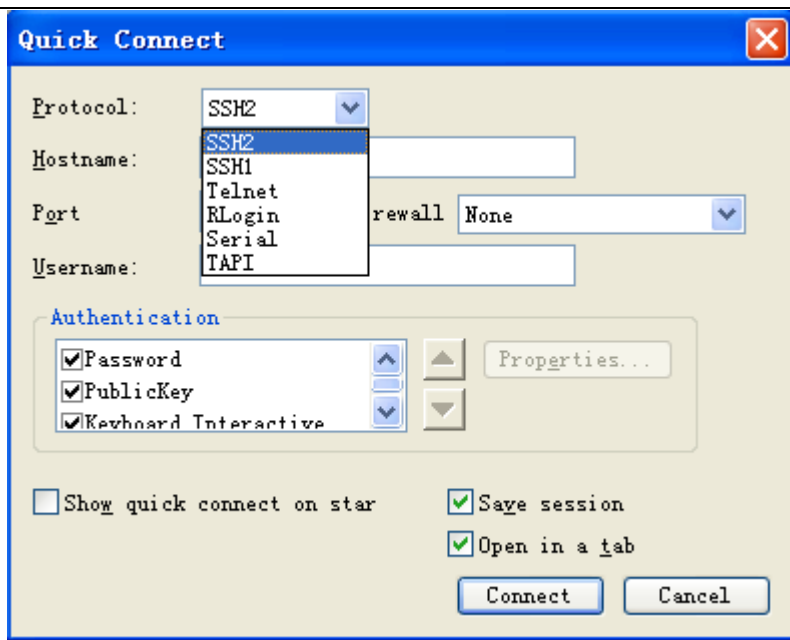 Quick Connect
Protocol: SSH2
SSH2
Hostname:
SSH1
Telnet
Port RLogin rewall None
Serial
Username: TAPI
Authentication
Password
Properties...
PublicKey
Keyboard Interactive
Show quick connect on star Save session
Open in a tab
Connect Cancel